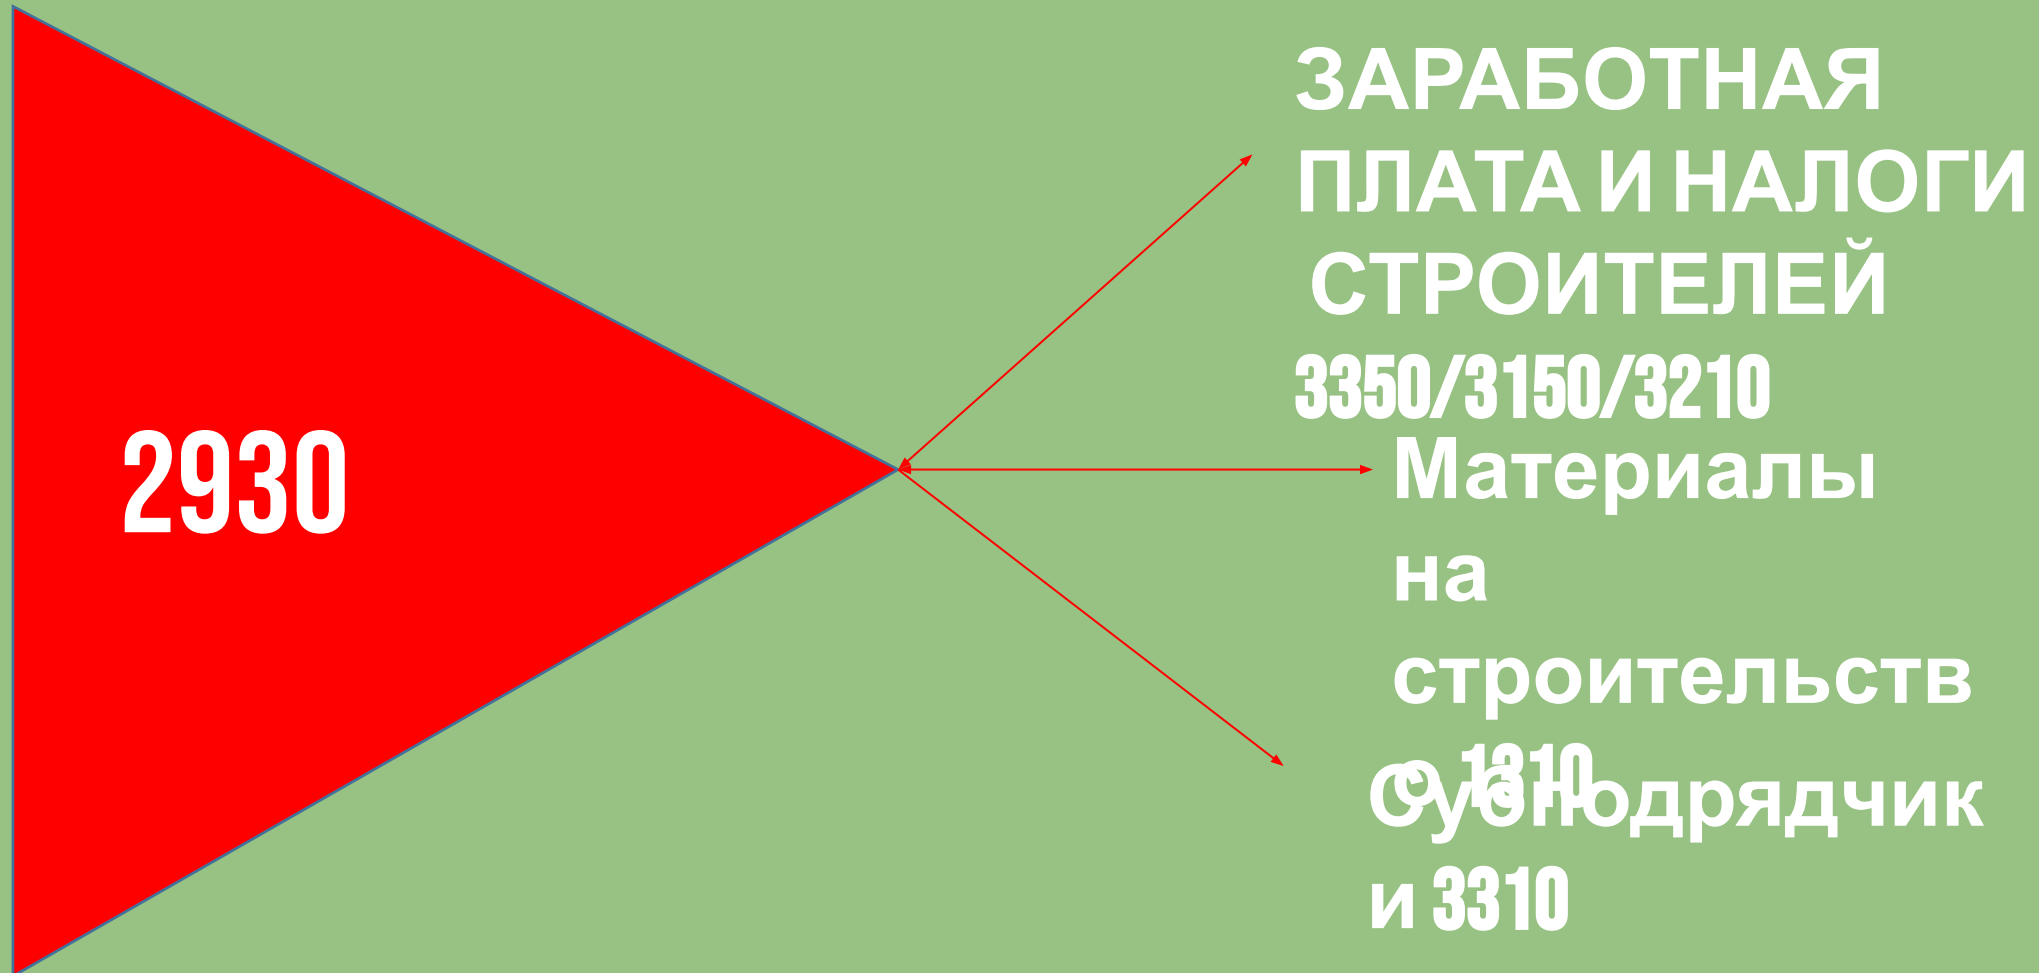 2930
ЗАРАБОТНАЯ
ПЛАТА И НАЛОГИ
СТРОИТЕЛЕЙ
3350/3150/3210
Материалы
на
строительств
о 1310
Субподрядчик
и 3310